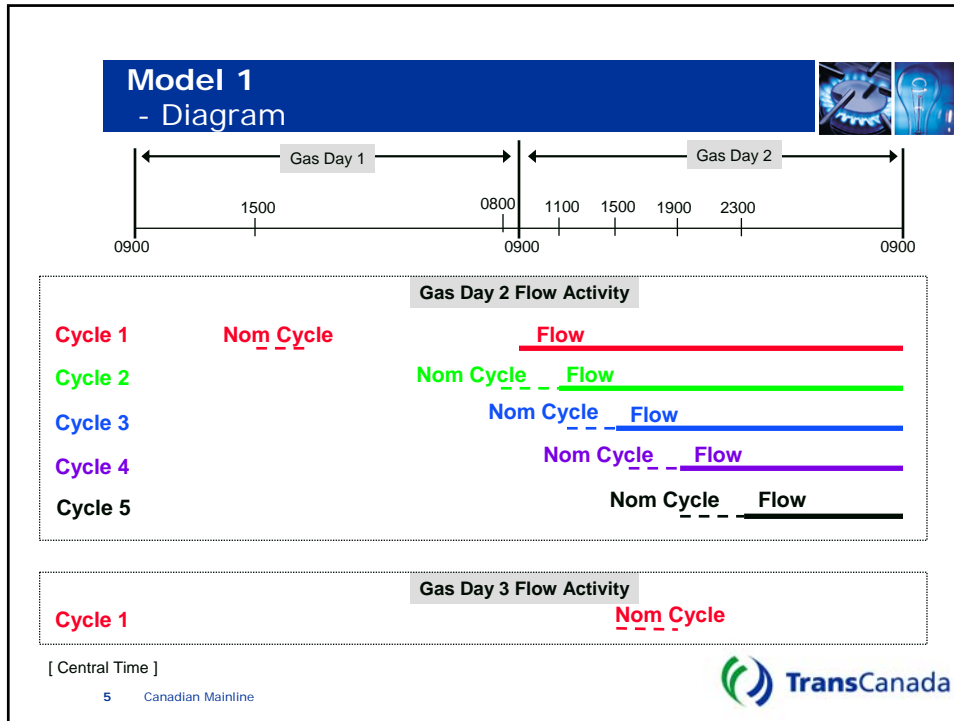 Model 1
- Diagram
Gas Day 1
Gas Day 2
1500
0800
1100
1500
1900
2300
0900
0900
0900
Gas Day 2 Flow Activity
Cycle 1 Nom Cycle Flow
Cycle 2 Nom Cycle Flow
Cycle 3 Nom Cycle Flow
Cycle 4 Nom Cycle Flow
Cycle 5 Nom Cycle Flow
Gas Day 3 Flow Activity
Cycle 1 Nom Cycle
[ Central Time ]
5 Canadian Mainline
TransCanada